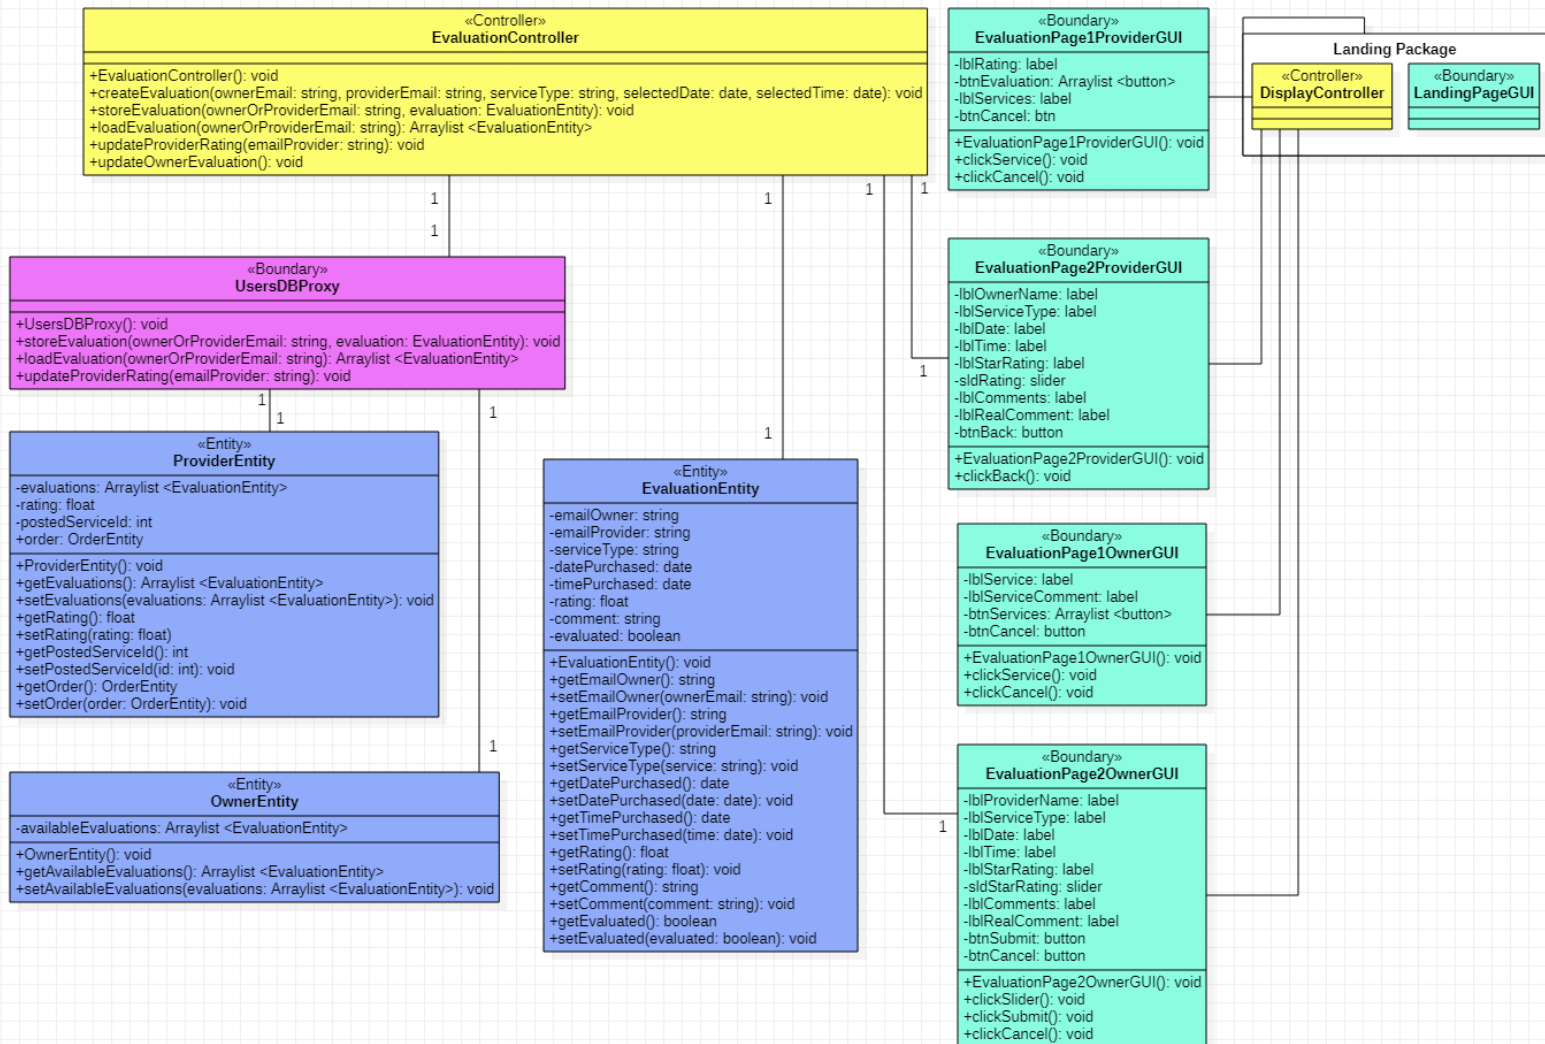 «Controller»
EvaluationController
+EvaluationController(): void
+createEvaluation(ownerEmail: string, providerEmail: string, serviceType: string, selectedDate: date, selectedTime: date): void
+storeEvaluation(ownerOrProviderEmail: string, evaluation: EvaluationEntity): void
+loadEvaluation(ownerOrProviderEmail: string): Arraylist <EvaluationEntity>
+updateProviderRating(emailProvider: string): void
+updateOwnerEvaluation(): void
1
1
1
1
1
1
«Boundary»
UsersDBProxy
+UsersDBProxy(): void
+storeEvaluation(ownerOrProviderEmail: string, evaluation: EvaluationEntity): void
+loadEvaluation(ownerOrProviderEmail: string): Arraylist <EvaluationEntity>
+updateProviderRating(emailProvider: string): void
1
1
1
1
«Entity»
ProviderEntity
-evaluations: Arraylist <EvaluationEntity>
-rating: float
-postedServiceId: int
+order: OrderEntity
+ProviderEntity(): void
+getEvaluations(): Arraylist <EvaluationEntity>
+setEvaluations(evaluations: Arraylist <EvaluationEntity>): void
+getRating(): float
+setRating(rating: float)
+getPostedServiceId(): int
+setPostedServiceId(id: int): void
+getOrder(): OrderEntity
+setOrder(order: OrderEntity): void
«Entity»
OwnerEntity
-availableEvaluations: Arraylist <EvaluationEntity>
+OwnerEntity(): void
+getAvailableEvaluations(): Arraylist <EvaluationEntity>
+setAvailableEvaluations(evaluations: Arraylist <EvaluationEntity>): void
«Entity»
EvaluationEntity
-emailOwner: string
-emailProvider: string
-serviceType: string
-datePurchased: date
-timePurchased: date
-rating: float
-comment: string
-evaluated: boolean
+EvaluationEntity(): void
+getEmailOwner(): string
+setEmailOwner(ownerEmail: string): void
+getEmailProvider(): string
+setEmailProvider(providerEmail: string): void
+getServiceType(): string
+setServiceType(service: string): void
+getDatePurchased(): date
+setDatePurchased(date: date): void
+getTimePurchased(): date
+setTimePurchased(time: date): void
+getRating(): float
+setRating(rating: float): void
+getComment(): string
+setComment(comment: string): void
+getEvaluated(): boolean
+setEvaluated(evaluated: boolean): void
«Boundary»
EvaluationPage1ProviderGUI
-lblRating: label
-btnEvaluation: Arraylist <button>
-lblServices: label
-btnCancel: btn
+EvaluationPage1ProviderGUI(): void
+clickService(): void
+clickCancel(): void
Landing Package
«Controller»
DisplayController
«Boundary»
LandingPageGUI
«Boundary»
EvaluationPage2ProviderGUI
-lblOwnerName: label
-lblServiceType: label
-lblDate: label
-lblTime: label
-lblStarRating: label
-sldRating: slider
-lblComments: label
-lblRealComment: label
-btnBack: button
+EvaluationPage2ProviderGUI(): void
+clickBack(): void
1
«Boundary»
EvaluationPage1OwnerGUI
-lblService: label
-lblServiceComment: label
-btnServices: Arraylist <button>
-btnCancel: button
+EvaluationPage1OwnerGUI(): void
+clickService(): void
+clickCancel(): void
«Boundary»
EvaluationPage2OwnerGUI
-lblProviderName: label
-lblServiceType: label
-lblDate: label
-lblTime: label
-lblStarRating: label
-sldStarRating: slider
-lblComments: label
-lblRealComment: label
-btnSubmit: button
-btnCancel: button
+EvaluationPage2OwnerGUI(): void
+clickSlider(): void
+clickSubmit(): void
+clickCancel(): void
1